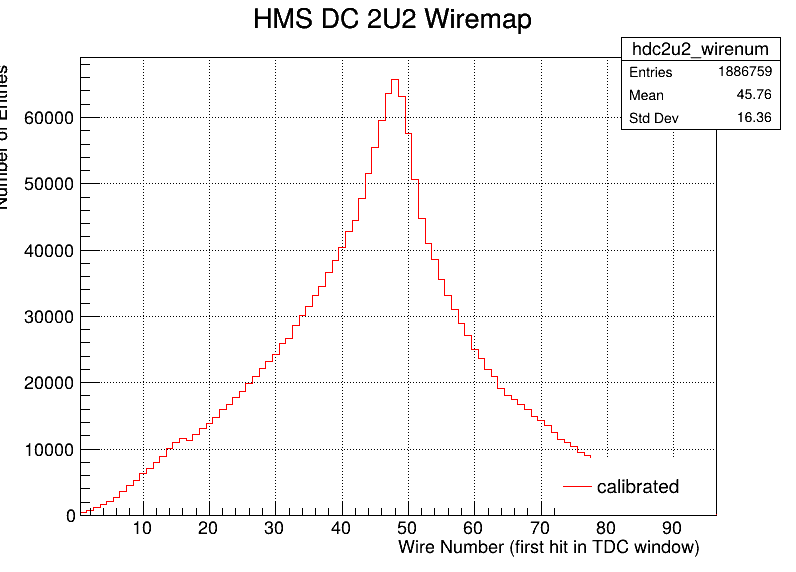 HMS DC 2U2 Wiremap
hdc2u2_wirenum
Entries 1886759
Mean 45.76
Std Dev 16.36
Number of Entries
60000
50000
40000
30000
20000
10000
0
calibrated
10 20 30 40 50 60 70 80 90
Wire Number (first hit in TDC window)